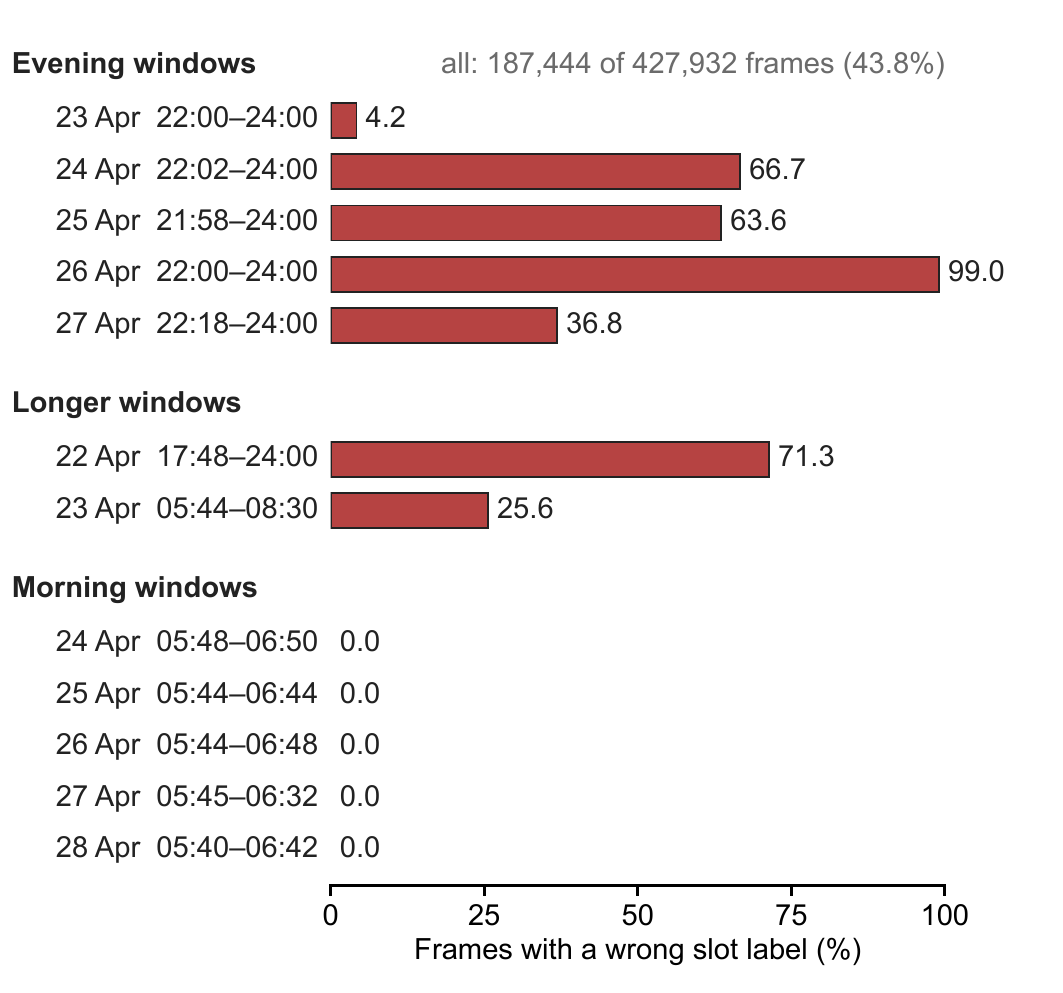 Evening windows all: 187,444 of 427,932 frames (43.8%)
23 Apr 22:00–24:00 4.2
24 Apr 22:02–24:00 66.7
25 Apr 21:58–24:00 63.6
26 Apr 22:00–24:00 99.0
27 Apr 22:18–24:00 36.8
Longer windows
22 Apr 17:48–24:00 71.3
23 Apr 05:44–08:30 25.6
Morning windows
24 Apr 05:48–06:50 0.0
25 Apr 05:44–06:44 0.0
26 Apr 05:44–06:48 0.0
27 Apr 05:45–06:32 0.0
28 Apr 05:40–06:42 0.0
0 25 50 75 100
Frames with a wrong slot label (%)